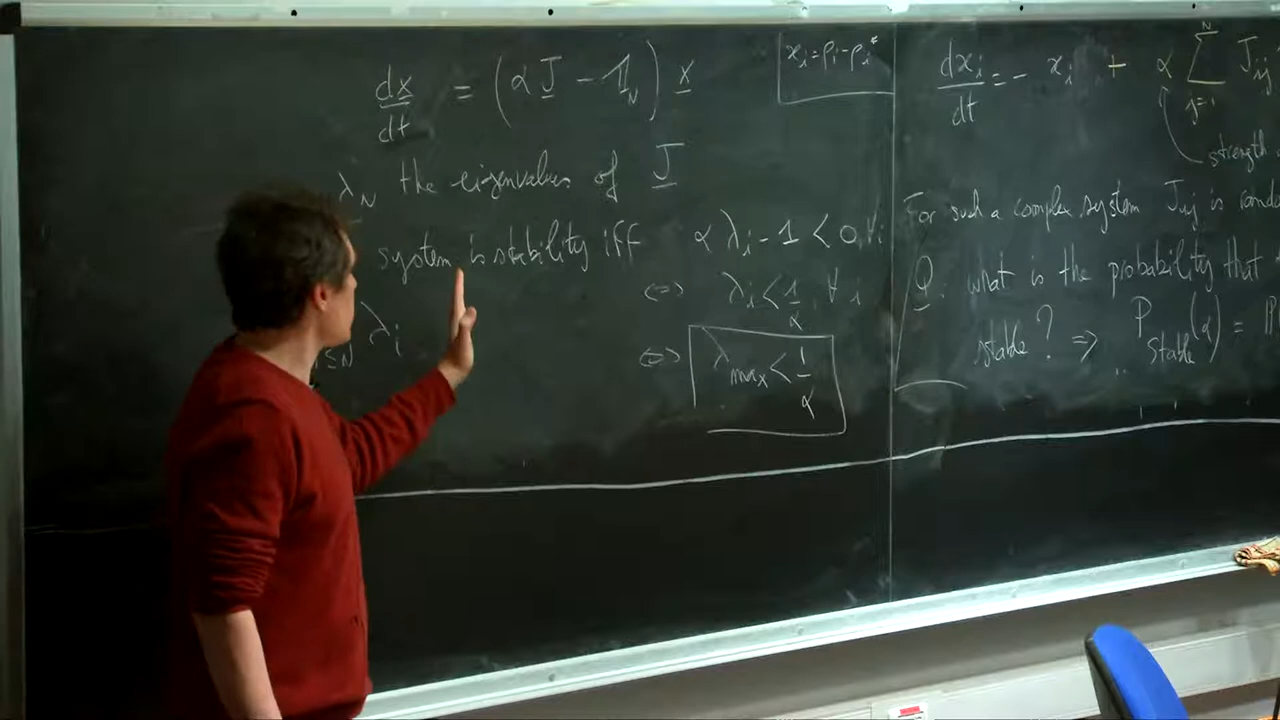 dx/dt = (α J − 1_N) x
x_i = ρ_i − ρ_i^*
λ_N the eigenvalues of J
system is stability iff α λ_i − 1 < 0, ∀i
⇔ λ_i < 1/α ∀ i
≤N λ_i
⇔ λ_max < 1/α
dx_i/dt = − x_i + α ∑_{j=1}^N J_ij
strength
For such a complex system J_ij is
Q: what is the probability that
stable? ⇒ P_stable(α) = P